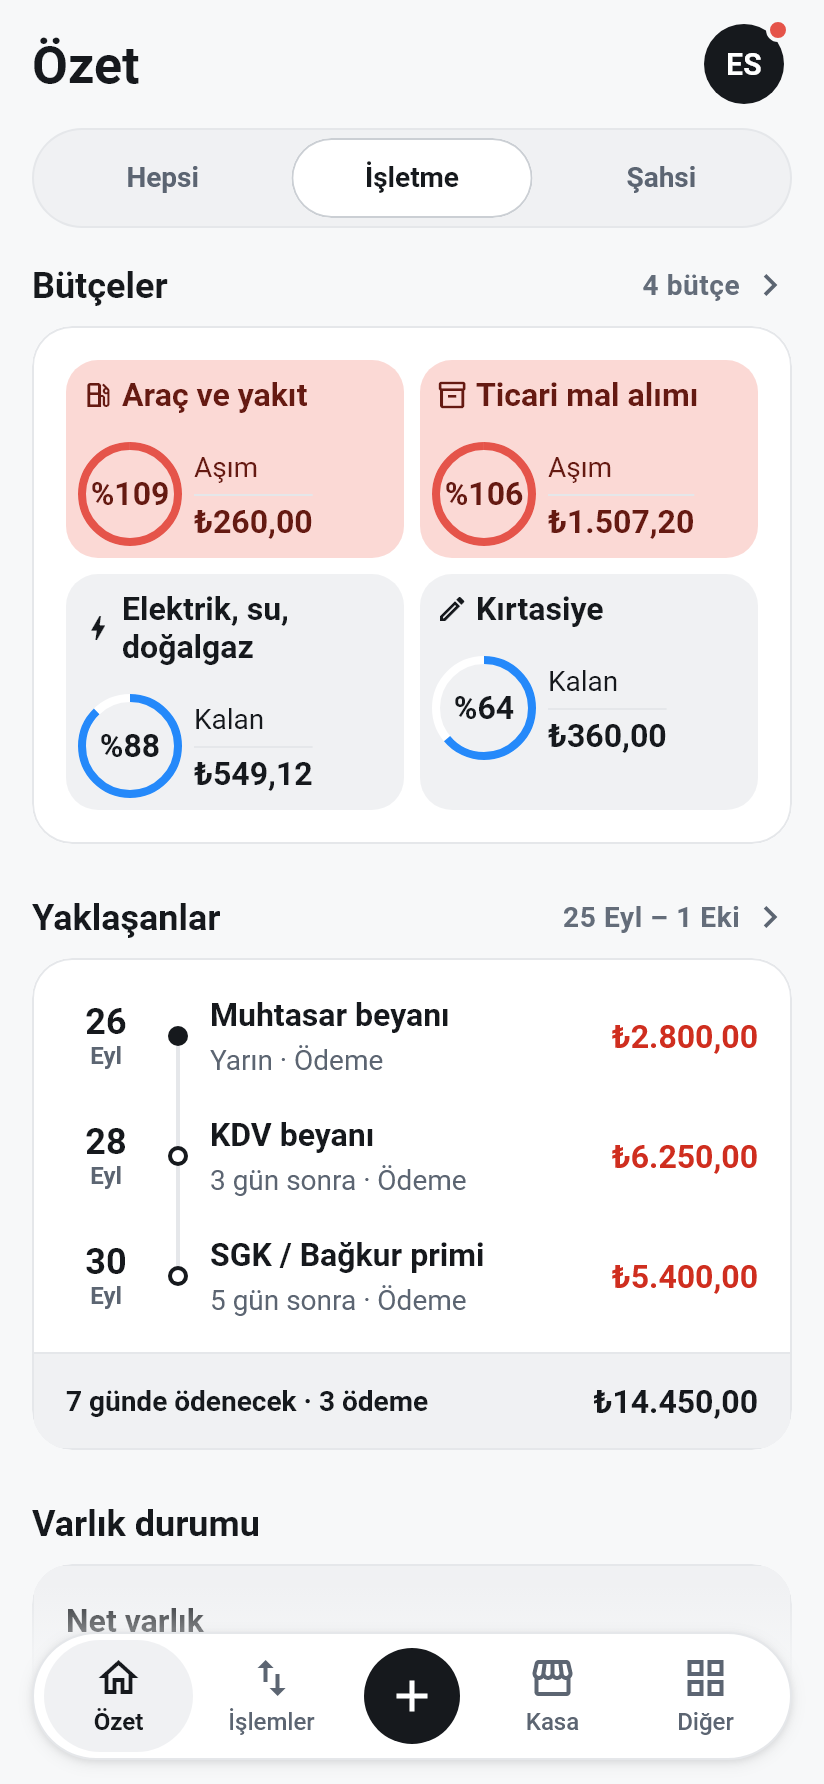 Özet
ES
Hepsi
İşletme
Şahsi
Bütçeler
4 bütçe
Araç ve yakıt
%109
Aşım
₺260,00
Ticari mal alımı
%106
Aşım
₺1.507,20
Elektrik, su,
doğalgaz
%88
Kalan
₺549,12
Kırtasiye
%64
Kalan
₺360,00
Yaklaşanlar
25 Eyl – 1 Eki
26
Eyl
Muhtasar beyanı
Yarın · Ödeme
₺2.800,00
28
Eyl
KDV beyanı
3 gün sonra · Ödeme
₺6.250,00
30
Eyl
SGK / Bağkur primi
5 gün sonra · Ödeme
₺5.400,00
7 günde ödenecek · 3 ödeme
₺14.450,00
Varlık durumu
Net varlık
Özet
İşlemler
Kasa
Diğer